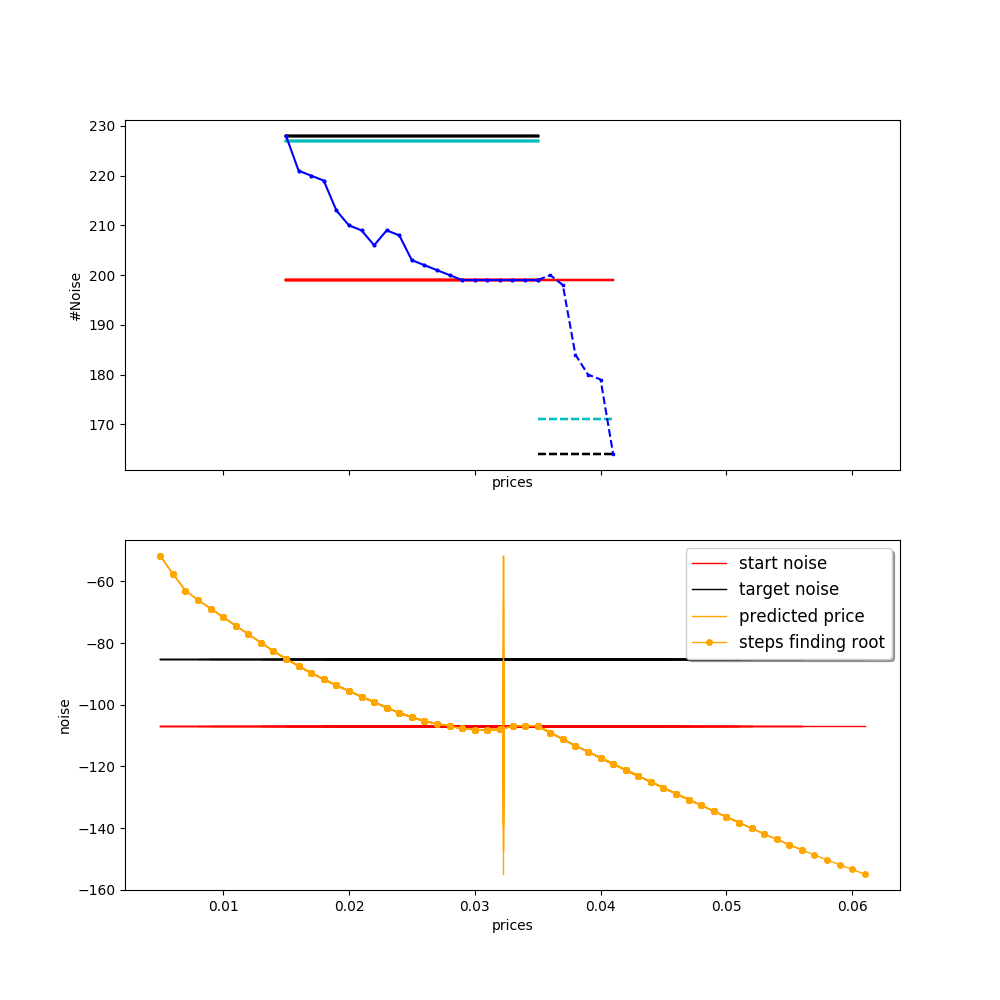 230
220
210
200
190
180
170
#Noise
prices
−60
−80
−100
−120
−140
−160
noise
start noise
target noise
predicted price
steps finding root
0.01 0.02 0.03 0.04 0.05 0.06
prices